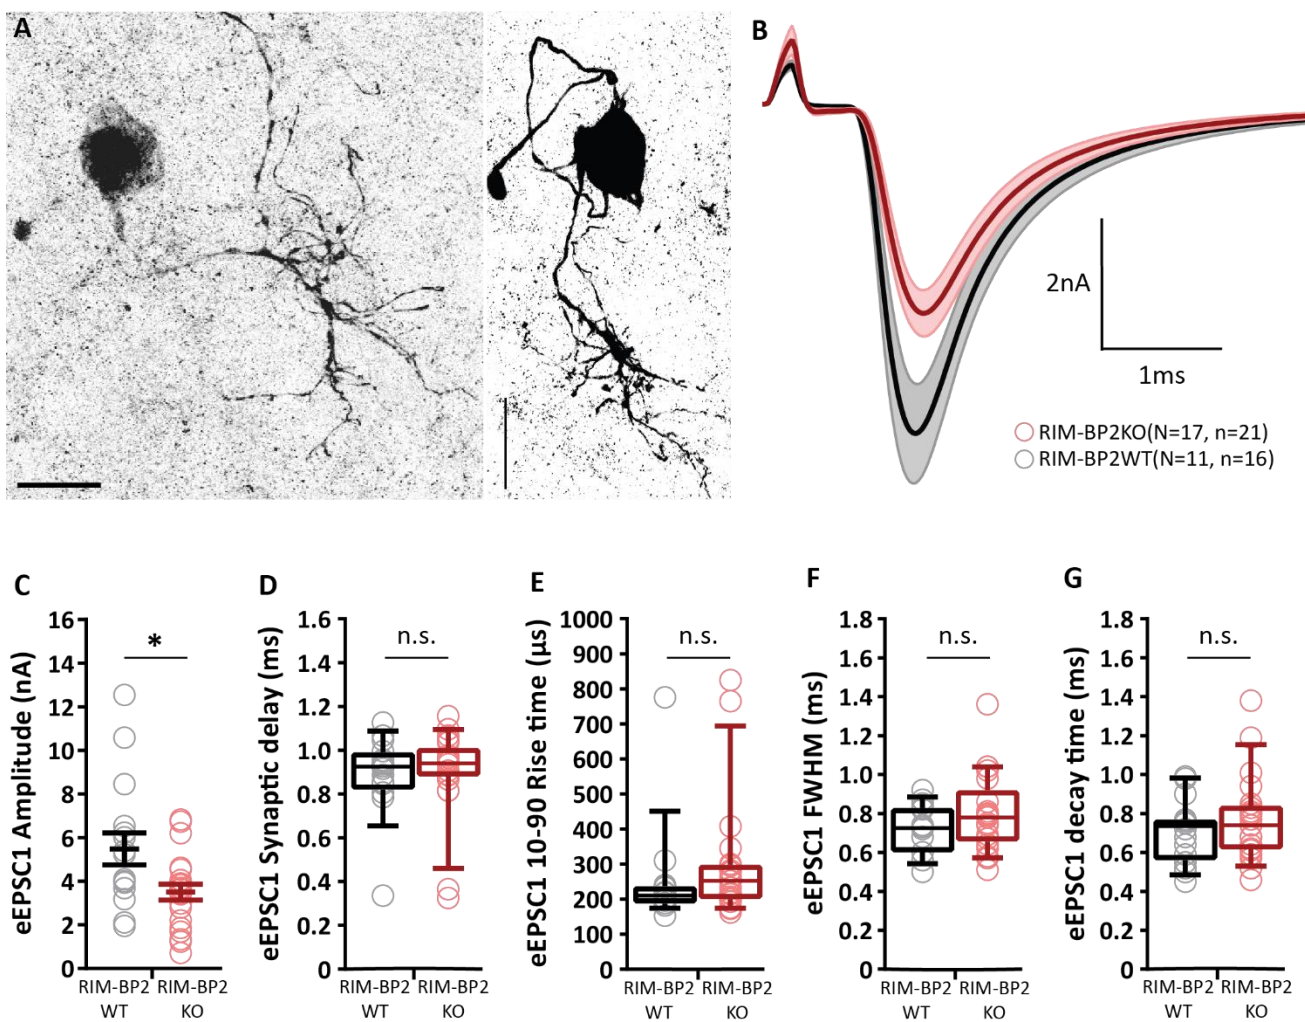 A
B
2nA
1ms
RIM-BP2KO(N=17, n=21)
RIM-BP2WT(N=11, n=16)
C
eEPSC1 Amplitude (nA)
16
14
12
10
8
6
4
2
0
*
RIM-BP2 RIM-BP2
WT KO
D
eEPSC1 Synaptic delay (ms)
1.6
1.4
1.2
1.0
0.8
0.6
0.4
0.2
0
n.s.
RIM-BP2 RIM-BP2
WT KO
E
eEPSC1 10-90 Rise time (µs)
1000
900
800
700
600
500
400
300
200
100
0
n.s.
RIM-BP2 RIM-BP2
WT KO
F
eEPSC1 FWHM (ms)
1.8
1.6
1.4
1.2
1.0
0.8
0.6
0.4
0.2
0
n.s.
RIM-BP2 RIM-BP2
WT KO
G
eEPSC1 decay time (ms)
1.8
1.6
1.4
1.2
1.0
0.8
0.6
0.4
0.2
0
n.s.
RIM-BP2 RIM-BP2
WT KO